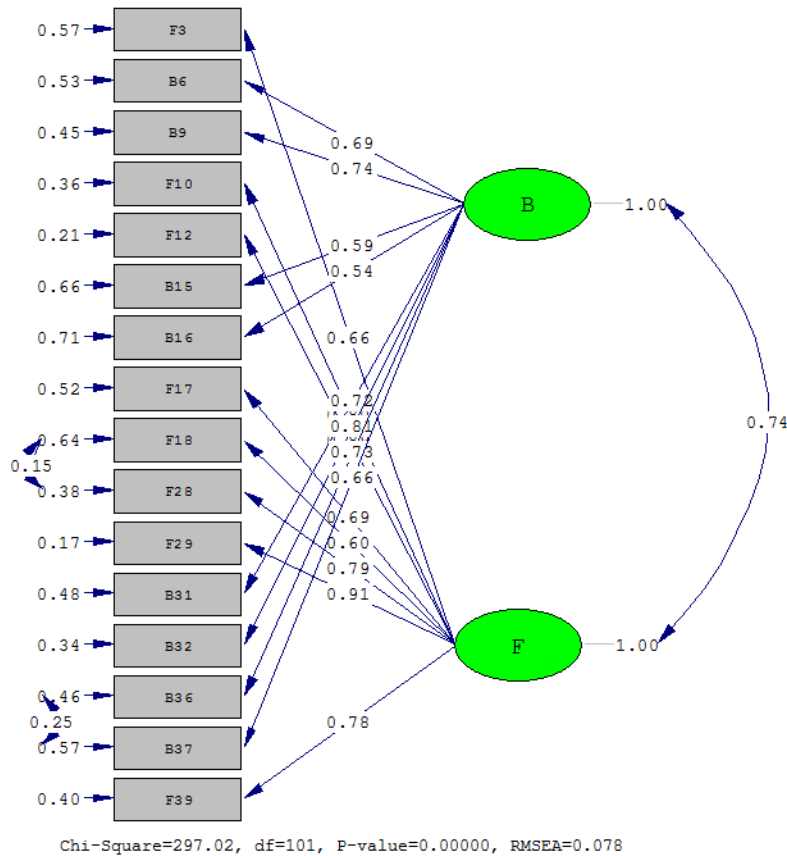 0.57 F3
0.53 B6
0.45 B9
0.69
0.74
0.36 F10
B 1.00
0.21 F12
0.59
0.66 B15
0.54
0.71 B16
0.66
0.52 F17
0.72
0.74
0.81
0.64 F18
0.73
0.15
0.66
0.38 F28
0.69
0.60
0.17 F29
0.79
0.91
0.48 B31
0.34 B32
F 1.00
0.46 B36
0.25
0.78
0.57 B37
0.40 F39
Chi-Square=297.02, df=101, P-value=0.00000, RMSEA=0.078